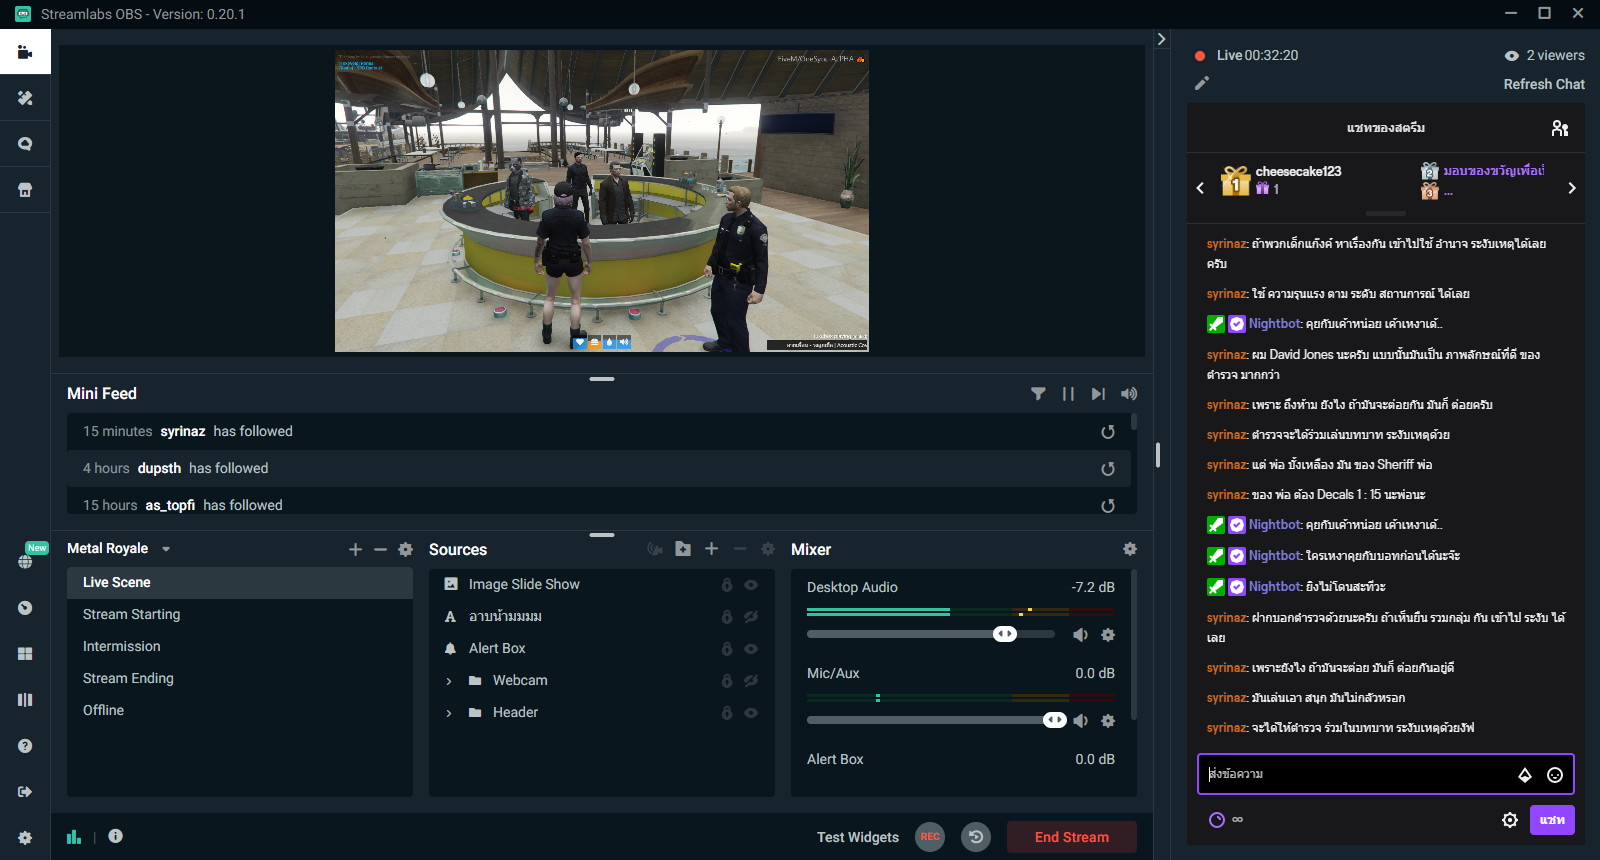 Streamlabs OBS - Version: 0.20.1
FiveM/OneSync
Live 00:32:20
2 viewers
Refresh Chat
แชทของสตรีม
1
cheesecake123
1
2
มอบของขวัญเพื่อเ
3
...
syrinaz: ถ้าพวกเด็กแก๊งค์ หาเรื่องกัน เข้าไปใช้ อำนาจ ระงับเหตุได้เลย
ครับ
syrinaz: ใช้ ความรุนแรง ตาม ระดับ สถานการณ์ ได้เลย
Nightbot: คุยกับเค้าหน่อย เค้าเหงาเด้..
syrinaz: ผม David Jones นะครับ แบบนั้นมันเป็น ภาพลักษณ์ที่ดี ของ
ตำรวจ มากกว่า
syrinaz: เพราะ ถึงห้าม ยังไง ถ้ามันจะต่อยกัน มันก็ ต่อยครับ
syrinaz: ตำรวจจะได้ร่วมเล่นบทบาท ระงับเหตุด้วย
syrinaz: แต่ พ่อ บั้งเหลือง มัน ของ Sheriff พ่อ
syrinaz: ของ พ่อ ต้อง Decals 1 : 15 นะพ่อนะ
Nightbot: คุยกับเค้าหน่อย เค้าเหงาเด้..
Nightbot: ใครเหงาคุยกับบอทก่อนได้นะจ๊ะ
Nightbot: ยิงไม่โดนสะทีวะ
syrinaz: ฝากบอกตำรวจด้วยนะครับ ถ้าเห็นยืน รวมกลุ่ม กัน เข้าไป ระงับ ได้
เลย
syrinaz: เพราะยังไง ถ้ามันจะต่อย มันก็ ต่อยกันอยู่ดี
syrinaz: มันเล่นเอา สนุก มันไม่กลัวหรอก
syrinaz: จะได้ให้ตำรวจ ร่วมในบทบาท ระงับเหตุด้วยงัฟ
ส่งข้อความ
∞
แชท
Mini Feed
15 minutes syrinaz has followed
4 hours dupsth has followed
15 hours as_topfi has followed
New
Metal Royale
Live Scene
Stream Starting
Intermission
Stream Ending
Offline
Sources
Image Slide Show
อาบน้ามมมม
Alert Box
Webcam
Header
Mixer
Desktop Audio -7.2 dB
Mic/Aux 0.0 dB
Alert Box 0.0 dB
Test Widgets
REC
End Stream